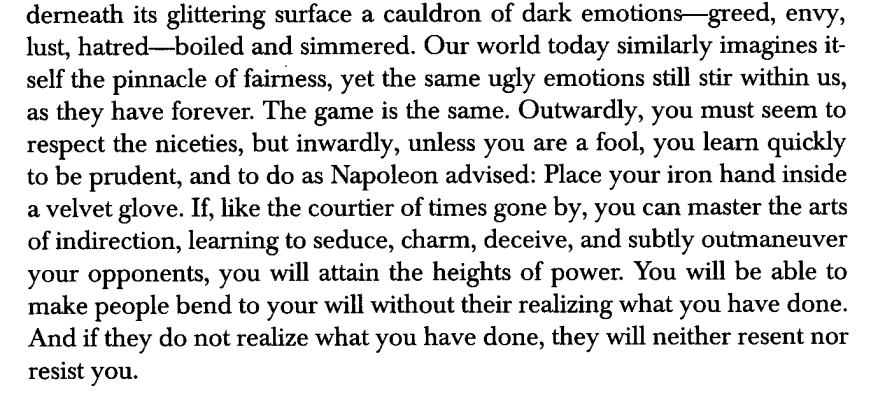 derneath its glittering surface a cauldron of dark emotions—greed, envy,
lust, hatred—boiled and simmered. Our world today similarly imagines it-
self the pinnacle of fairness, yet the same ugly emotions still stir within us,
as they have forever. The game is the same. Outwardly, you must seem to
respect the niceties, but inwardly, unless you are a fool, you learn quickly
to be prudent, and to do as Napoleon advised: Place your iron hand inside
a velvet glove. If, like the courtier of times gone by, you can master the arts
of indirection, learning to seduce, charm, deceive, and subtly outmaneuver
your opponents, you will attain the heights of power. You will be able to
make people bend to your will without their realizing what you have done.
And if they do not realize what you have done, they will neither resent nor
resist you.